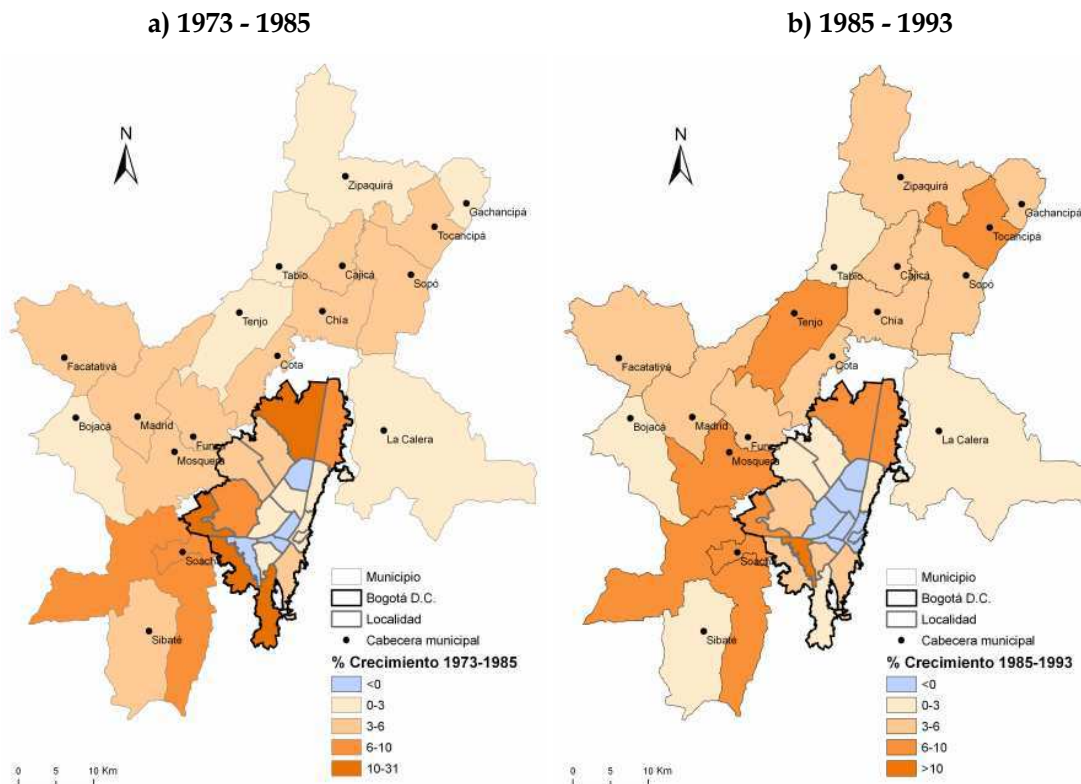 a) 1973 - 1985
N
Zipaquirá
Gachancipá
Tocancipá
Tabio
Cajicá
Sopó
Tenjo
Chía
Facatativá
Cota
Bojacá
Madrid
Funza
La Calera
Mosquera
Soacha
Sibaté
Municipio
Bogotá D.C.
Localidad
Cabecera municipal
% Crecimiento 1973-1985
<0
0-3
3-6
6-10
10-31
0 5 10 Km
b) 1985 - 1993
N
Zipaquirá
Gachancipá
Tocancipá
Tabio
Cajicá
Sopó
Tenjo
Chía
Facatativá
Cota
Bojacá
Madrid
Funza
La Calera
Mosquera
Soacha
Sibaté
Municipio
Bogotá D.C.
Localidad
Cabecera municipal
% Crecimiento 1985-1993
<0
0-3
3-6
6-10
>10
0 5 10 Km